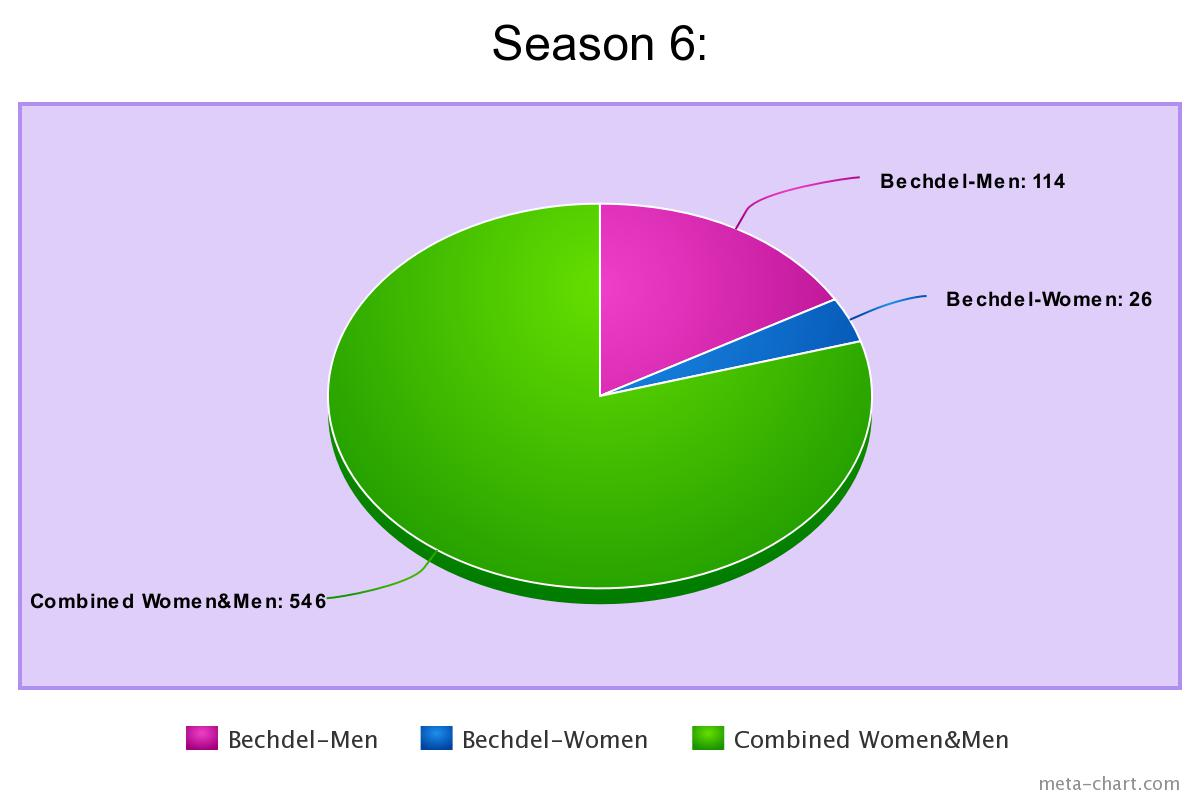 Season 6:
Bechdel-Men: 114
Bechdel-Women: 26
Combined Women&Men: 546
Bechdel-Men
Bechdel-Women
Combined Women&Men
meta-chart.com